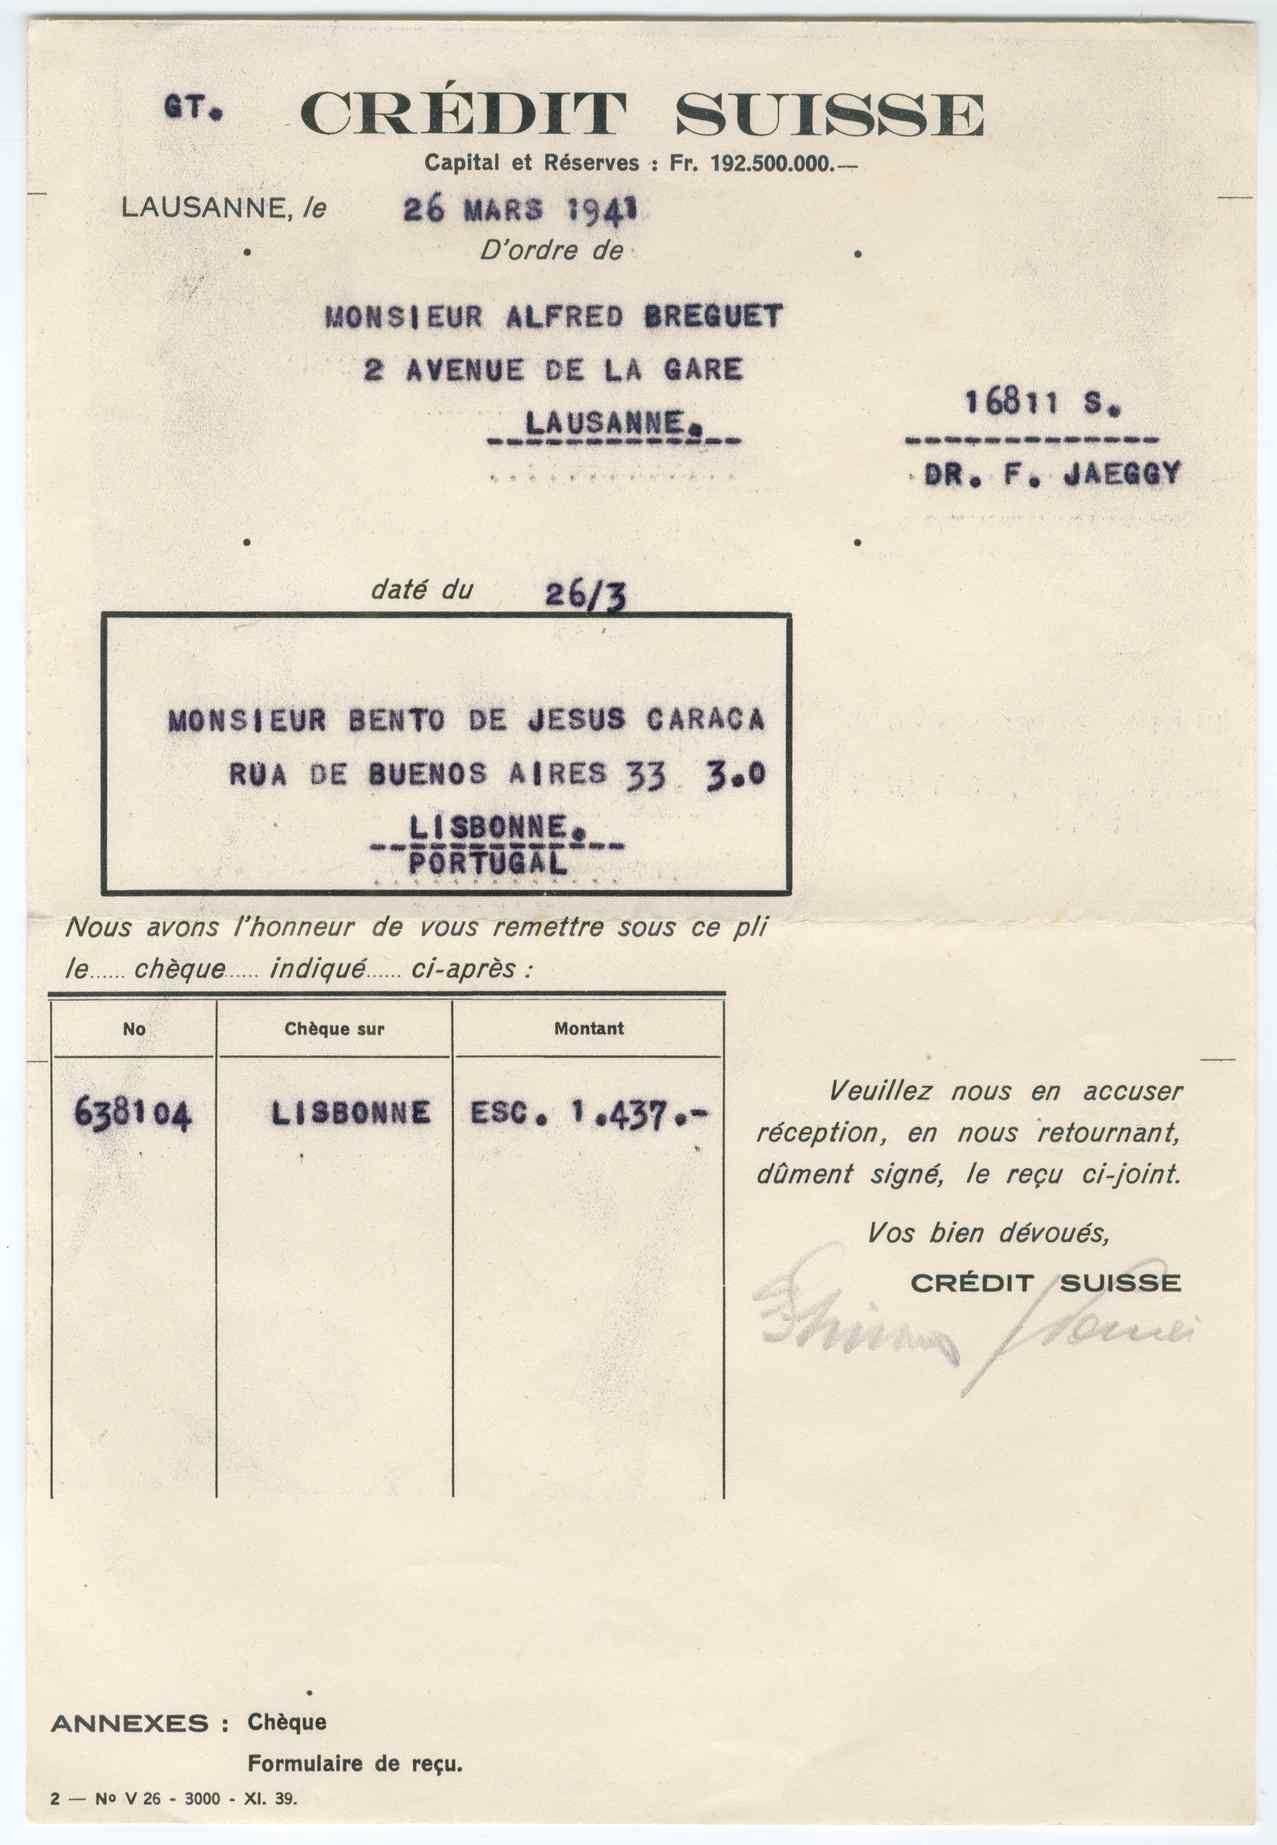 GT. CRÉDIT SUISSE
Capital et Réserves : Fr. 192.500.000.—
LAUSANNE, le 26 MARS 1941
D'ordre de
MONSIEUR ALFRED BREGUET
2 AVENUE DE LA GARE
LAUSANNE.
16811 S.
DR. F. JAEGGY
daté du 26/3
MONSIEUR BENTO DE JESUS CARACA
RUA DE BUENOS AIRES 33 3.0
LISBONNE.
PORTUGAL
Nous avons l'honneur de vous remettre sous ce pli
le...... chèque...... indiqué...... ci-après :
No Chèque sur Montant
638104 LISBONNE ESC. 1.437.-
Veuillez nous en accuser
réception, en nous retournant,
dûment signé, le reçu ci-joint.
Vos bien dévoués,
CRÉDIT SUISSE
ANNEXES : Chèque
Formulaire de reçu.
2 — No V 26 - 3000 - XI. 39.